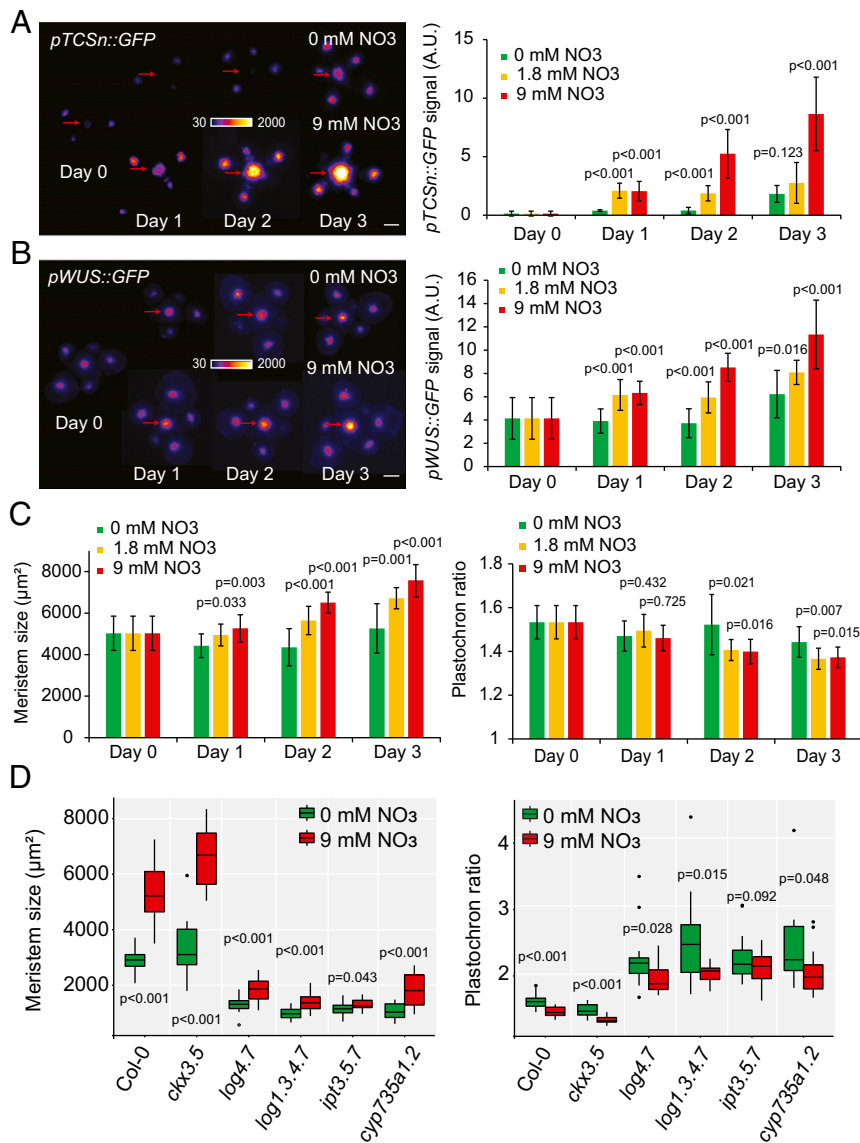 A
pTCSn::GFP
0 mM NO3
30 2000
9 mM NO3
Day 0
Day 1
Day 2
Day 3
pTCSn::GFP signal (A.U.)
15
10
5
0
0 mM NO3
1.8 mM NO3
9 mM NO3
p<0.001
p<0.001
p<0.001
p<0.001
p=0.123
p<0.001
Day 0
Day 1
Day 2
Day 3
B
pWUS::GFP
0 mM NO3
30 2000
9 mM NO3
Day 0
Day 1
Day 2
Day 3
pWUS::GFP signal (A.U.)
16
14
12
10
8
6
4
2
0
0 mM NO3
1.8 mM NO3
9 mM NO3
p<0.001
p<0.001
p<0.001
p<0.001
p=0.016
p<0.001
Day 0
Day 1
Day 2
Day 3
C
Meristem size (µm²)
8000
6000
4000
2000
0
0 mM NO3
1.8 mM NO3
9 mM NO3
p=0.033
p=0.003
p<0.001
p<0.001
p=0.001
p<0.001
Day 0
Day 1
Day 2
Day 3
Plastochron ratio
1.8
1.6
1.4
1.2
1
0 mM NO3
1.8 mM NO3
9 mM NO3
p=0.432
p=0.725
p=0.021
p=0.016
p=0.007
p=0.015
Day 0
Day 1
Day 2
Day 3
D
Meristem size (µm²)
8000
6000
4000
2000
0 mM NO3
9 mM NO3
p<0.001
p<0.001
p<0.001
p<0.001
p=0.043
p<0.001
Col-0
ckx3.5
log4.7
log1.3.4.7
ipt3.5.7
cyp735a1.2
Plastochron ratio
4
3
2
2
0 mM NO3
9 mM NO3
p<0.001
p<0.001
p=0.028
p=0.015
p=0.092
p=0.048
Col-0
ckx3.5
log4.7
log1.3.4.7
ipt3.5.7
cyp735a1.2